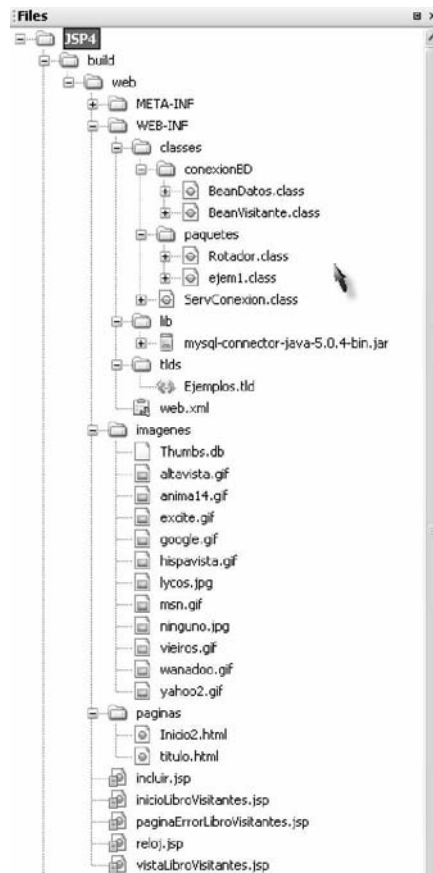 Files
JSP4
build
web
META-INF
WEB-INF
classes
conexionBD
BeanDatos.class
BeanVisitante.class
paquetes
Rotador.class
ejem1.class
ServConexion.class
lib
mysql-connector-java-5.0.4-bin.jar
tlds
Ejemplos.tld
web.xml
imagenes
Thumbs.db
altavista.gif
anima14.gif
excite.gif
google.gif
hispavista.gif
lycos.jpg
msn.gif
ninguno.jpg
vieiros.gif
wanadoo.gif
yahoo2.gif
paginas
Inicio2.html
titulo.html
incluir.jsp
inicioLibroVisitantes.jsp
paginaErrorLibroVisitantes.jsp
reloj.jsp
vistaLibroVisitantes.jsp